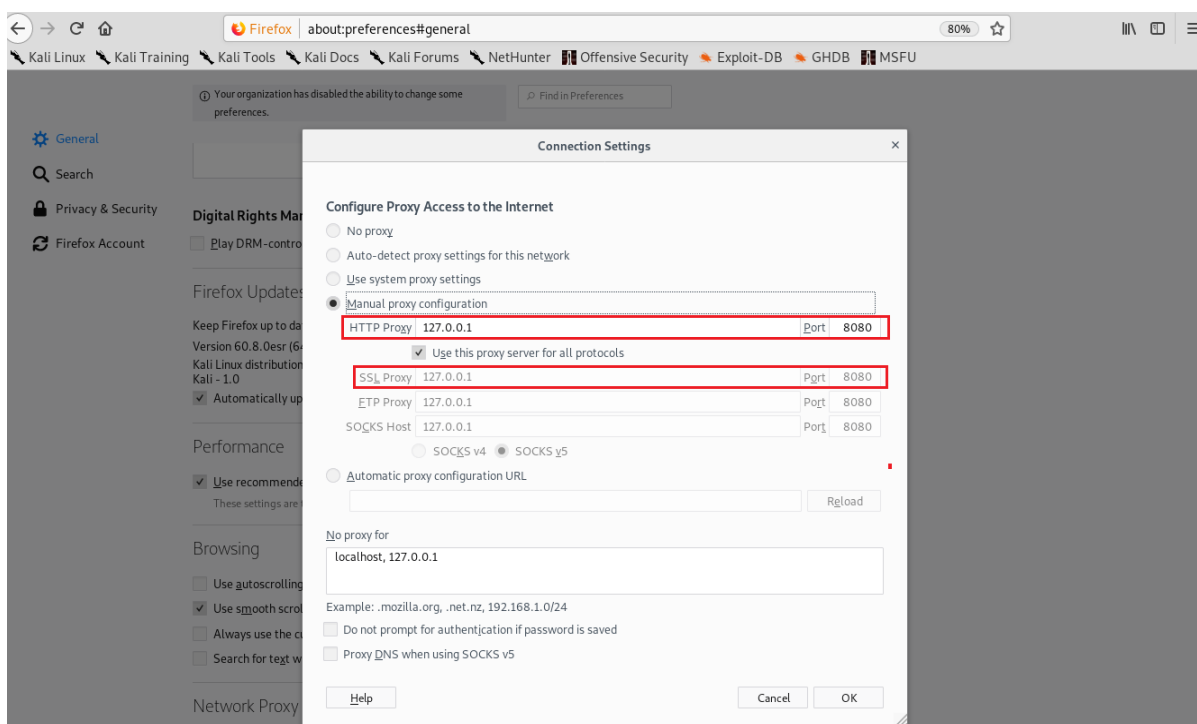 Firefox about:preferences#general 80%
Kali Linux Kali Training Kali Tools Kali Docs Kali Forums NetHunter Offensive Security Exploit-DB GHDB MSFU
Your organization has disabled the ability to change some
preferences.
Find in Preferences
General
Search
Privacy & Security
Firefox Account
Digital Rights Mar
Play DRM-contro
Firefox Updates
Keep Firefox up to da
Version 60.8.0esr (64
Kali Linux distribution
Kali - 1.0
Automatically up
Performance
Use recommende
These settings are
Browsing
Use autoscrolling
Use smooth scrol
Always use the cu
Search for text w
Network Proxy
Connection Settings
Configure Proxy Access to the Internet
No proxy
Auto-detect proxy settings for this network
Use system proxy settings
Manual proxy configuration
HTTP Proxy 127.0.0.1 Port 8080
Use this proxy server for all protocols
SSL Proxy 127.0.0.1 Port 8080
FTP Proxy 127.0.0.1 Port 8080
SOCKS Host 127.0.0.1 Port 8080
SOCKS v4 SOCKS v5
Automatic proxy configuration URL
Reload
No proxy for
localhost, 127.0.0.1
Example: .mozilla.org, .net.nz, 192.168.1.0/24
Do not prompt for authentication if password is saved
Proxy DNS when using SOCKS v5
Help Cancel OK